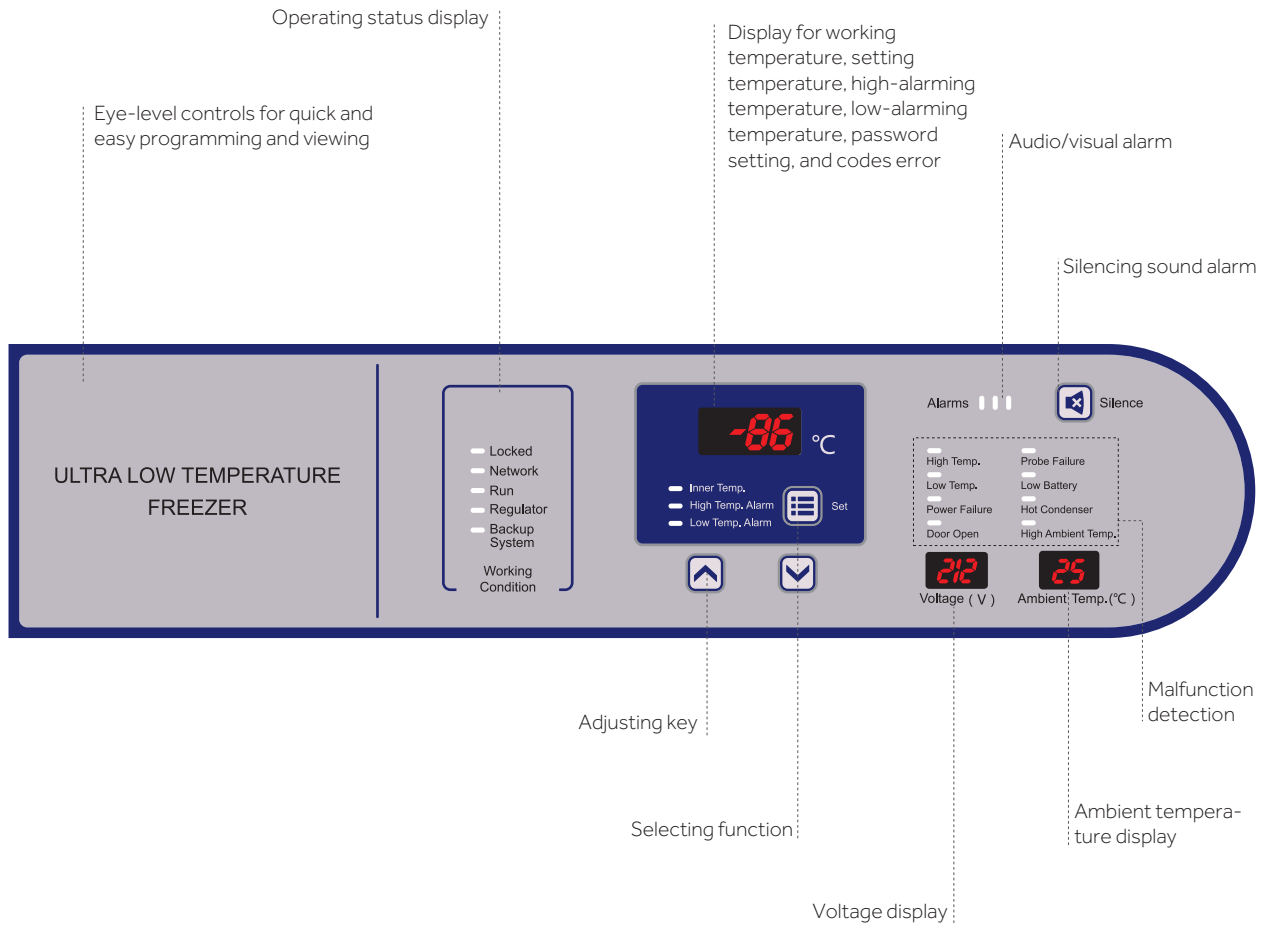 Operating status display
Display for working
temperature, setting
temperature, high-alarming
temperature, low-alarming
temperature, password
setting, and codes error
Eye-level controls for quick and
easy programming and viewing
Audio/visual alarm
Silencing sound alarm
ULTRA LOW TEMPERATURE
FREEZER
Locked
Network
Run
Regulator
Backup
System
Working
Condition
-86 °C
Inner Temp.
High Temp. Alarm
Low Temp. Alarm
Set
Alarms
Silence
High Temp.
Probe Failure
Low Temp.
Low Battery
Power Failure
Hot Condenser
Door Open
High Ambient Temp.
212
25
Voltage ( V )
Ambient Temp.(℃ )
Malfunction
detection
Adjusting key
Selecting function
Ambient tempera-
ture display
Voltage display